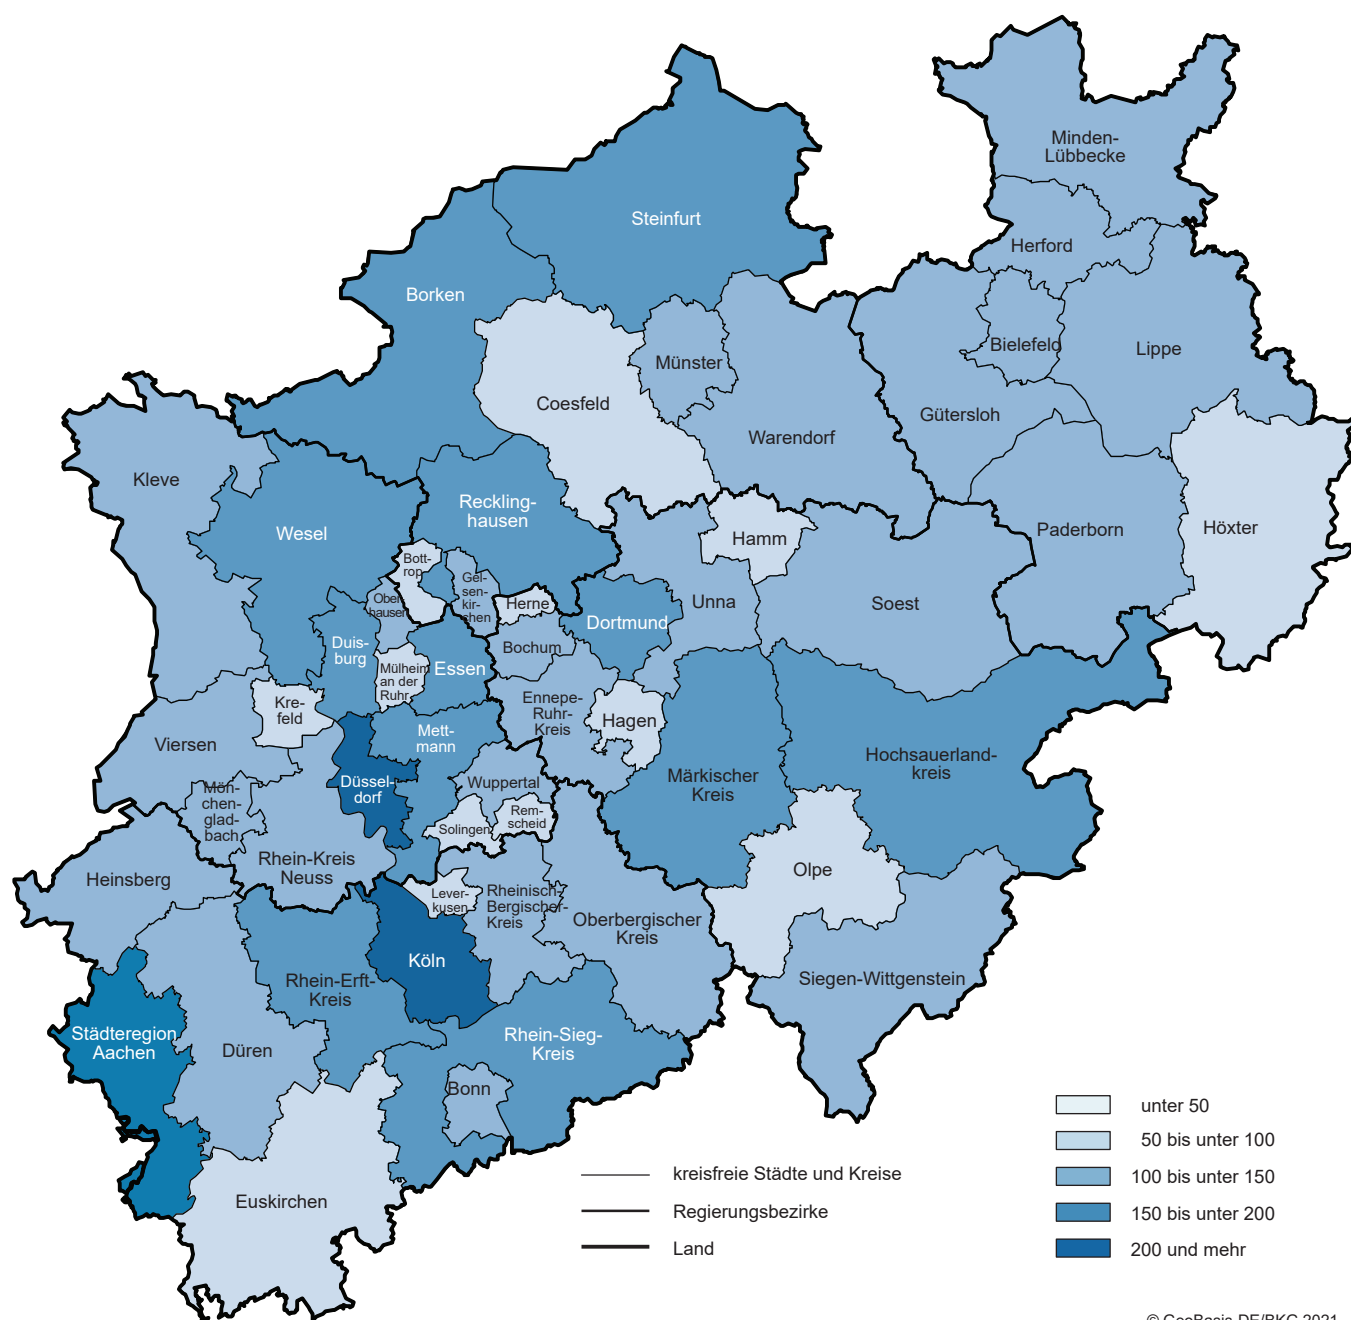 Minden-
Lübbecke
Steinfurt
Herford
Borken
Bielefeld
Lippe
Münster
Coesfeld
Gütersloh
Warendorf
Kleve
Reckling-
hausen
Wesel
Paderborn
Höxter
Hamm
Bott-
rop
Gel-
sen-
kir-
chen
Ober-
hausen
Herne
Unna
Soest
Dortmund
Duis-
burg
Bochum
Essen
Mülheim
an der
Ruhr
Kre-
feld
Ennepe-
Ruhr-
Kreis
Hagen
Viersen
Mett-
mann
Hochsauerland-
kreis
Märkischer
Kreis
Düssel-
dorf
Wuppertal
Mön-
chen-
glad-
bach
Rem-
scheid
Solingen
Rhein-Kreis
Neuss
Heinsberg
Olpe
Lever-
kusen
Rheinisch-
Bergischer-
Kreis
Oberbergischer
Kreis
Köln
Rhein-Erft-
Kreis
Siegen-Wittgenstein
Städteregion
Aachen
Düren
Rhein-Sieg-
Kreis
Bonn
Euskirchen
kreisfreie Städte und Kreise
Regierungsbezirke
Land
unter 50
50 bis unter 100
100 bis unter 150
150 bis unter 200
200 und mehr
© GeoBasis-DE/BKG 2021